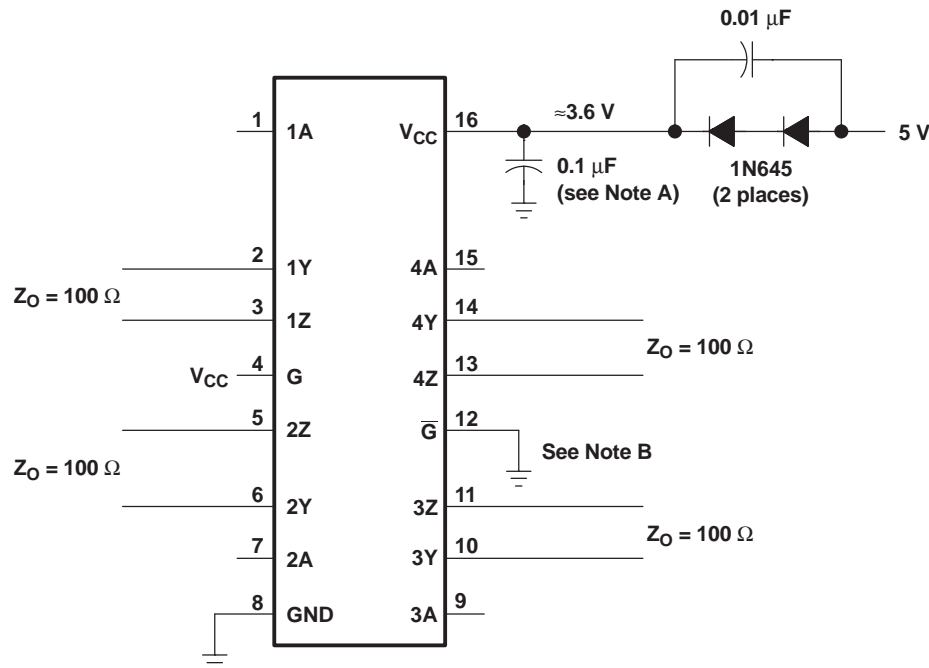 0.01 μF
1
1A
VCC
16
≈3.6 V
5 V
0.1 μF
(see Note A)
1N645
(2 places)
2
1Y
4A
15
ZO = 100 Ω
3
1Z
4Y
14
ZO = 100 Ω
VCC
4
G
4Z
13
5
2Z
G̅
12
See Note B
ZO = 100 Ω
6
2Y
3Z
11
ZO = 100 Ω
7
2A
3Y
10
8
GND
3A
9